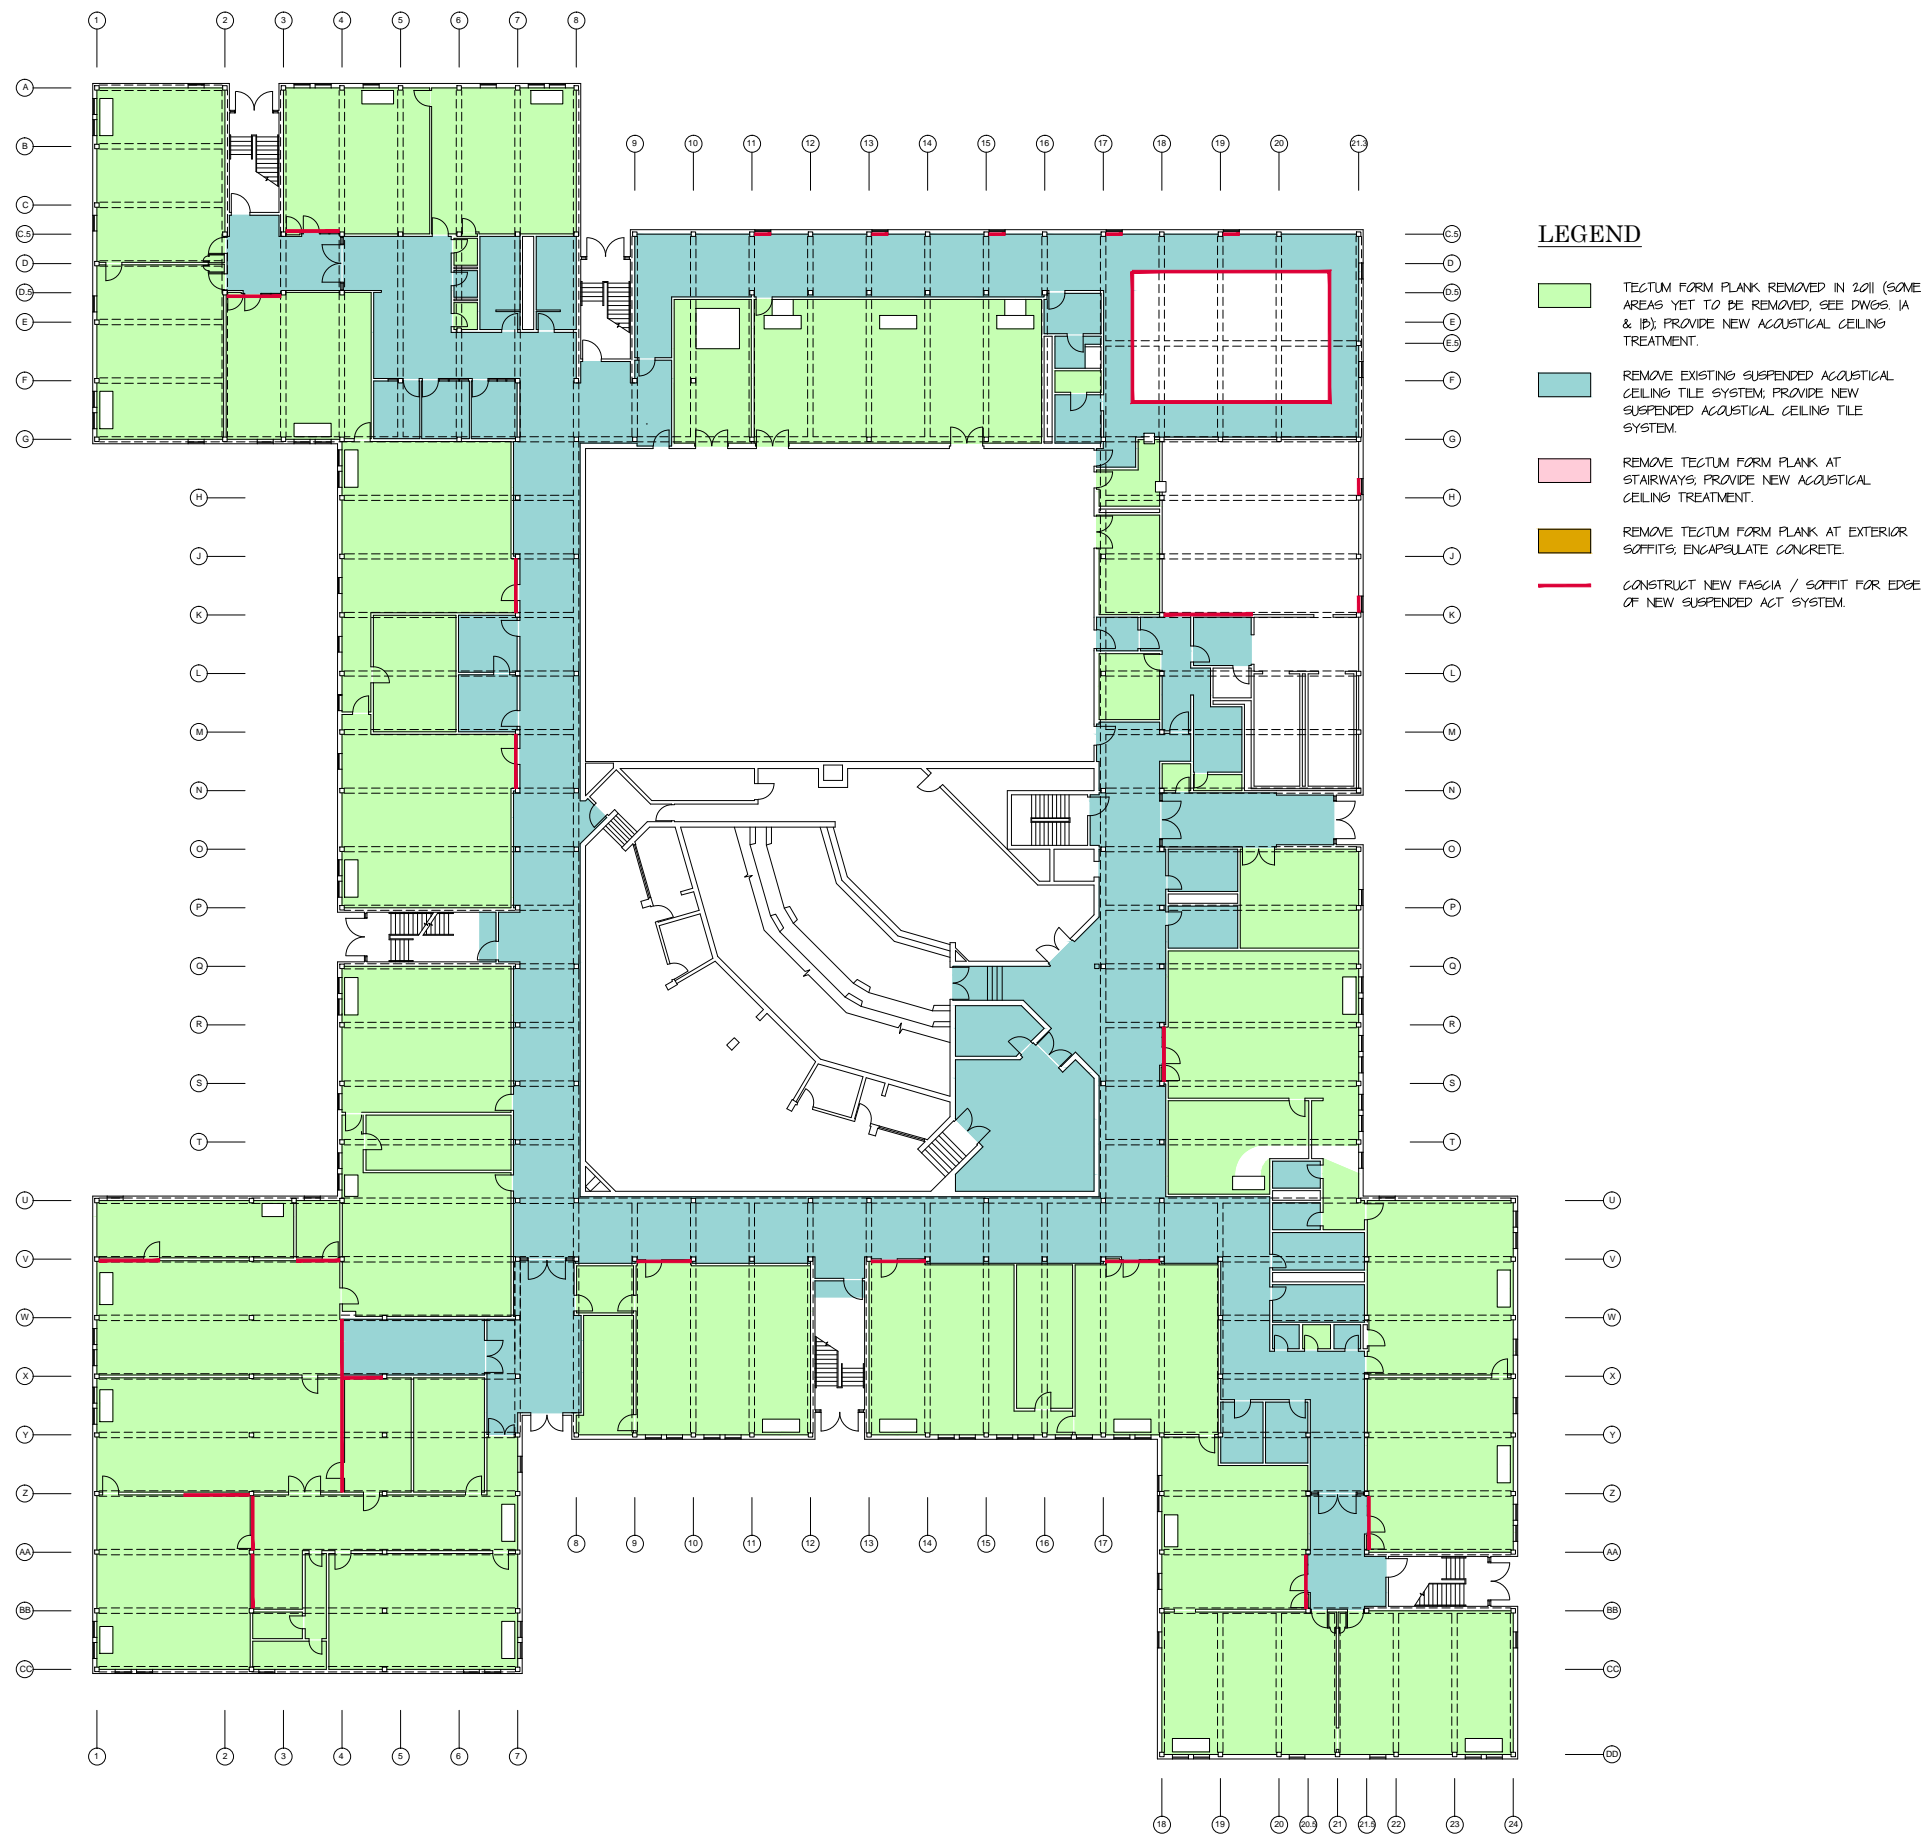 1 2 3 4 5 6 7 8
A
B
C
C.5
D
D.5
E
F
G
9 10 11 12 13 14 15 16 17 18 19 20 21.3
C.5
D
D.5
E
E.5
F
G
H
J
K
L
M
N
O
P
Q
R
S
T
H
J
K
L
M
N
O
P
Q
R
S
T
U
V
W
X
Y
Z
AA
BB
CC
U
V
W
X
Y
Z
AA
BB
CC
DD
8 9 10 11 12 13 14 15 16 17
1 2 3 4 5 6 7
18 19 20 20.5 21 21.5 22 23 24
LEGEND
TECTUM FORM PLANK REMOVED IN 2011 (SOME
AREAS YET TO BE REMOVED, SEE DWGS. 1A
& 1B); PROVIDE NEW ACOUSTICAL CEILING
TREATMENT.
REMOVE EXISTING SUSPENDED ACOUSTICAL
CEILING TILE SYSTEM; PROVIDE NEW
SUSPENDED ACOUSTICAL CEILING TILE
SYSTEM.
REMOVE TECTUM FORM PLANK AT
STAIRWAYS; PROVIDE NEW ACOUSTICAL
CEILING TREATMENT.
REMOVE TECTUM FORM PLANK AT EXTERIOR
SOFFITS; ENCAPSULATE CONCRETE.
CONSTRUCT NEW FASCIA / SOFFIT FOR EDGE
OF NEW SUSPENDED ACT SYSTEM.